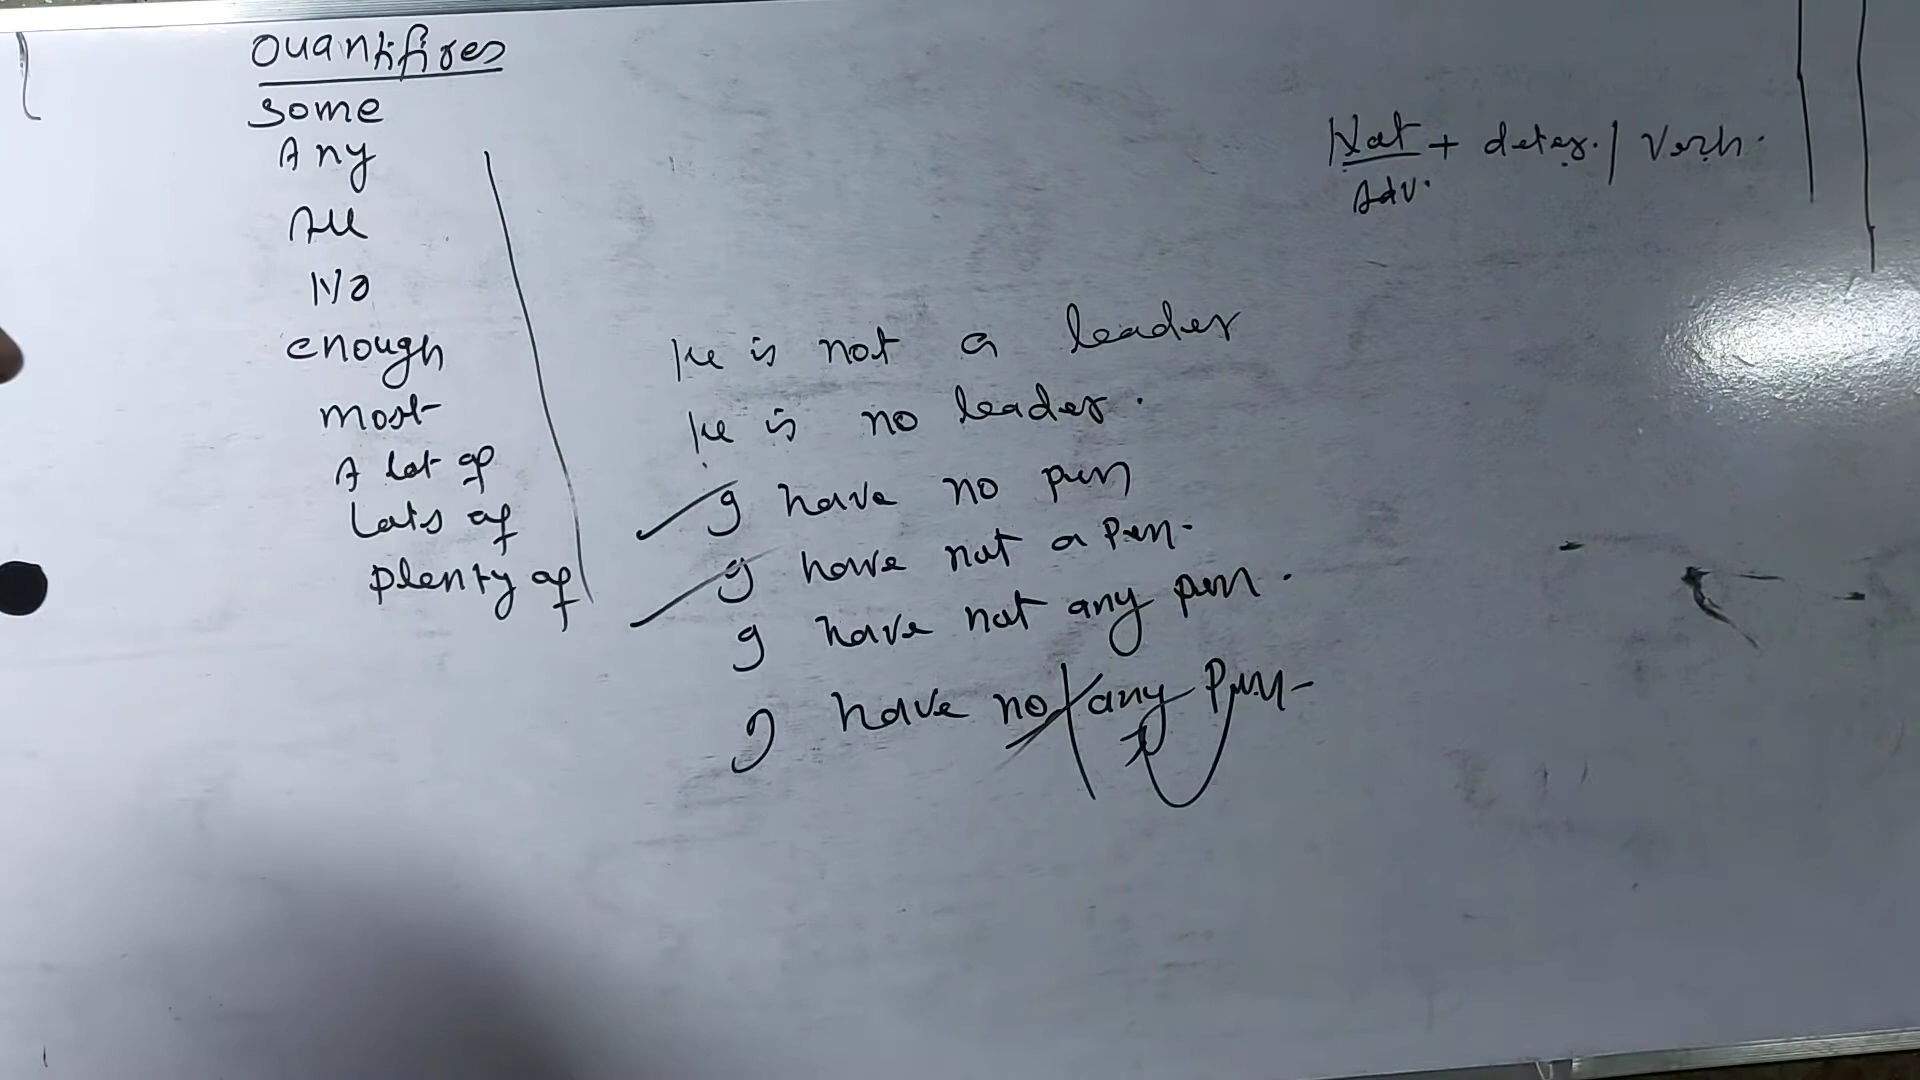 Quantifires
Some
Any
All
No
enough
most
A lot of
Lots of
plenty of
Not + deter. / Verb.
Adv.
He is not a leader
He is no leader.
I have no pen
I have not a pen.
I have not any pen.
I have no any pen